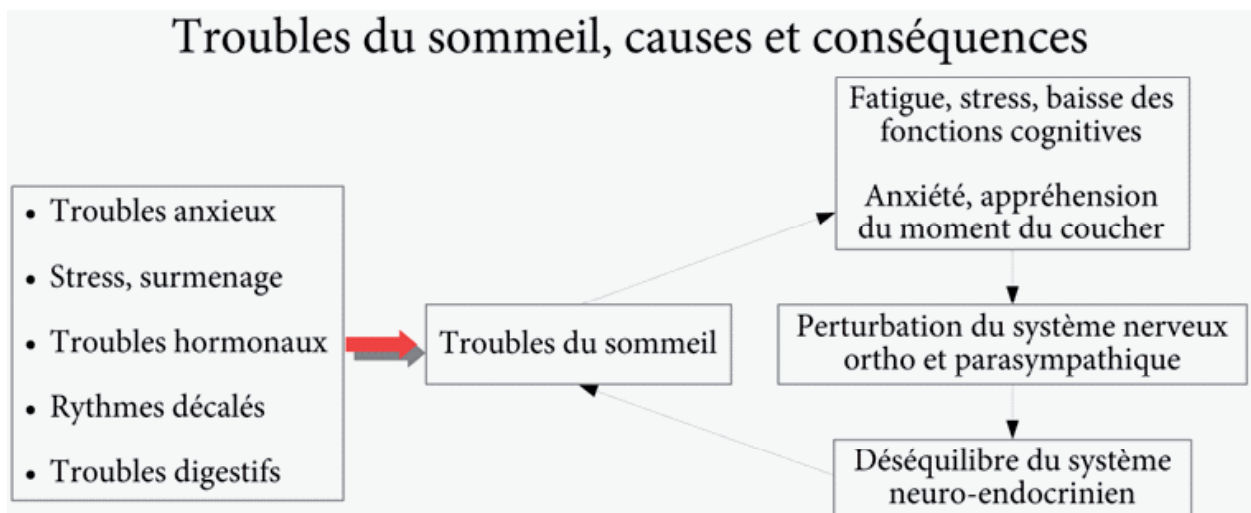 Troubles du sommeil, causes et conséquences
Fatigue, stress, baisse des
fonctions cognitives
Anxiété, appréhension
du moment du coucher
• Troubles anxieux
• Stress, surmenage
• Troubles hormonaux
• Rythmes décalés
• Troubles digestifs
Troubles du sommeil
Perturbation du système nerveux
ortho et parasympathique
Déséquilibre du système
neuro-endocrinien